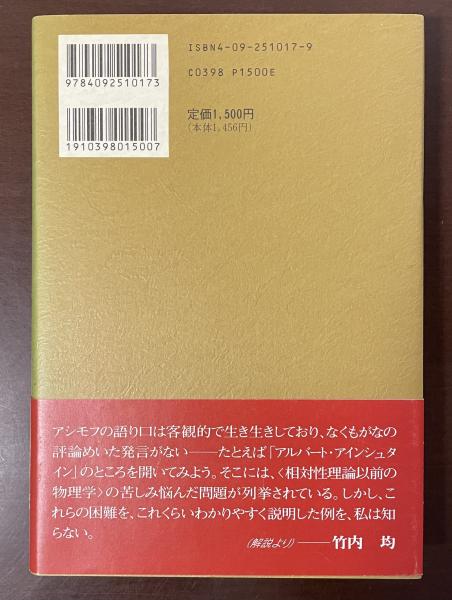 ISBN4-09-251017-9
C0398 P1500E
9784092510173
定価1,500円
(本体1,456円)
1910398015007
アシモフの語り口は客観的で生き生きしており、なくもがなの
評論めいた発言がない――たとえば「アルバート・アインシュタ
イン」のところを開いてみよう。そこには、〈相対性理論以前の
物理学〉の苦しみ悩んだ問題が列挙されている。しかし、こ
れらの困難を、これくらいわかりやすく説明した例を、私は知
らない。
(解説より)――竹内 均